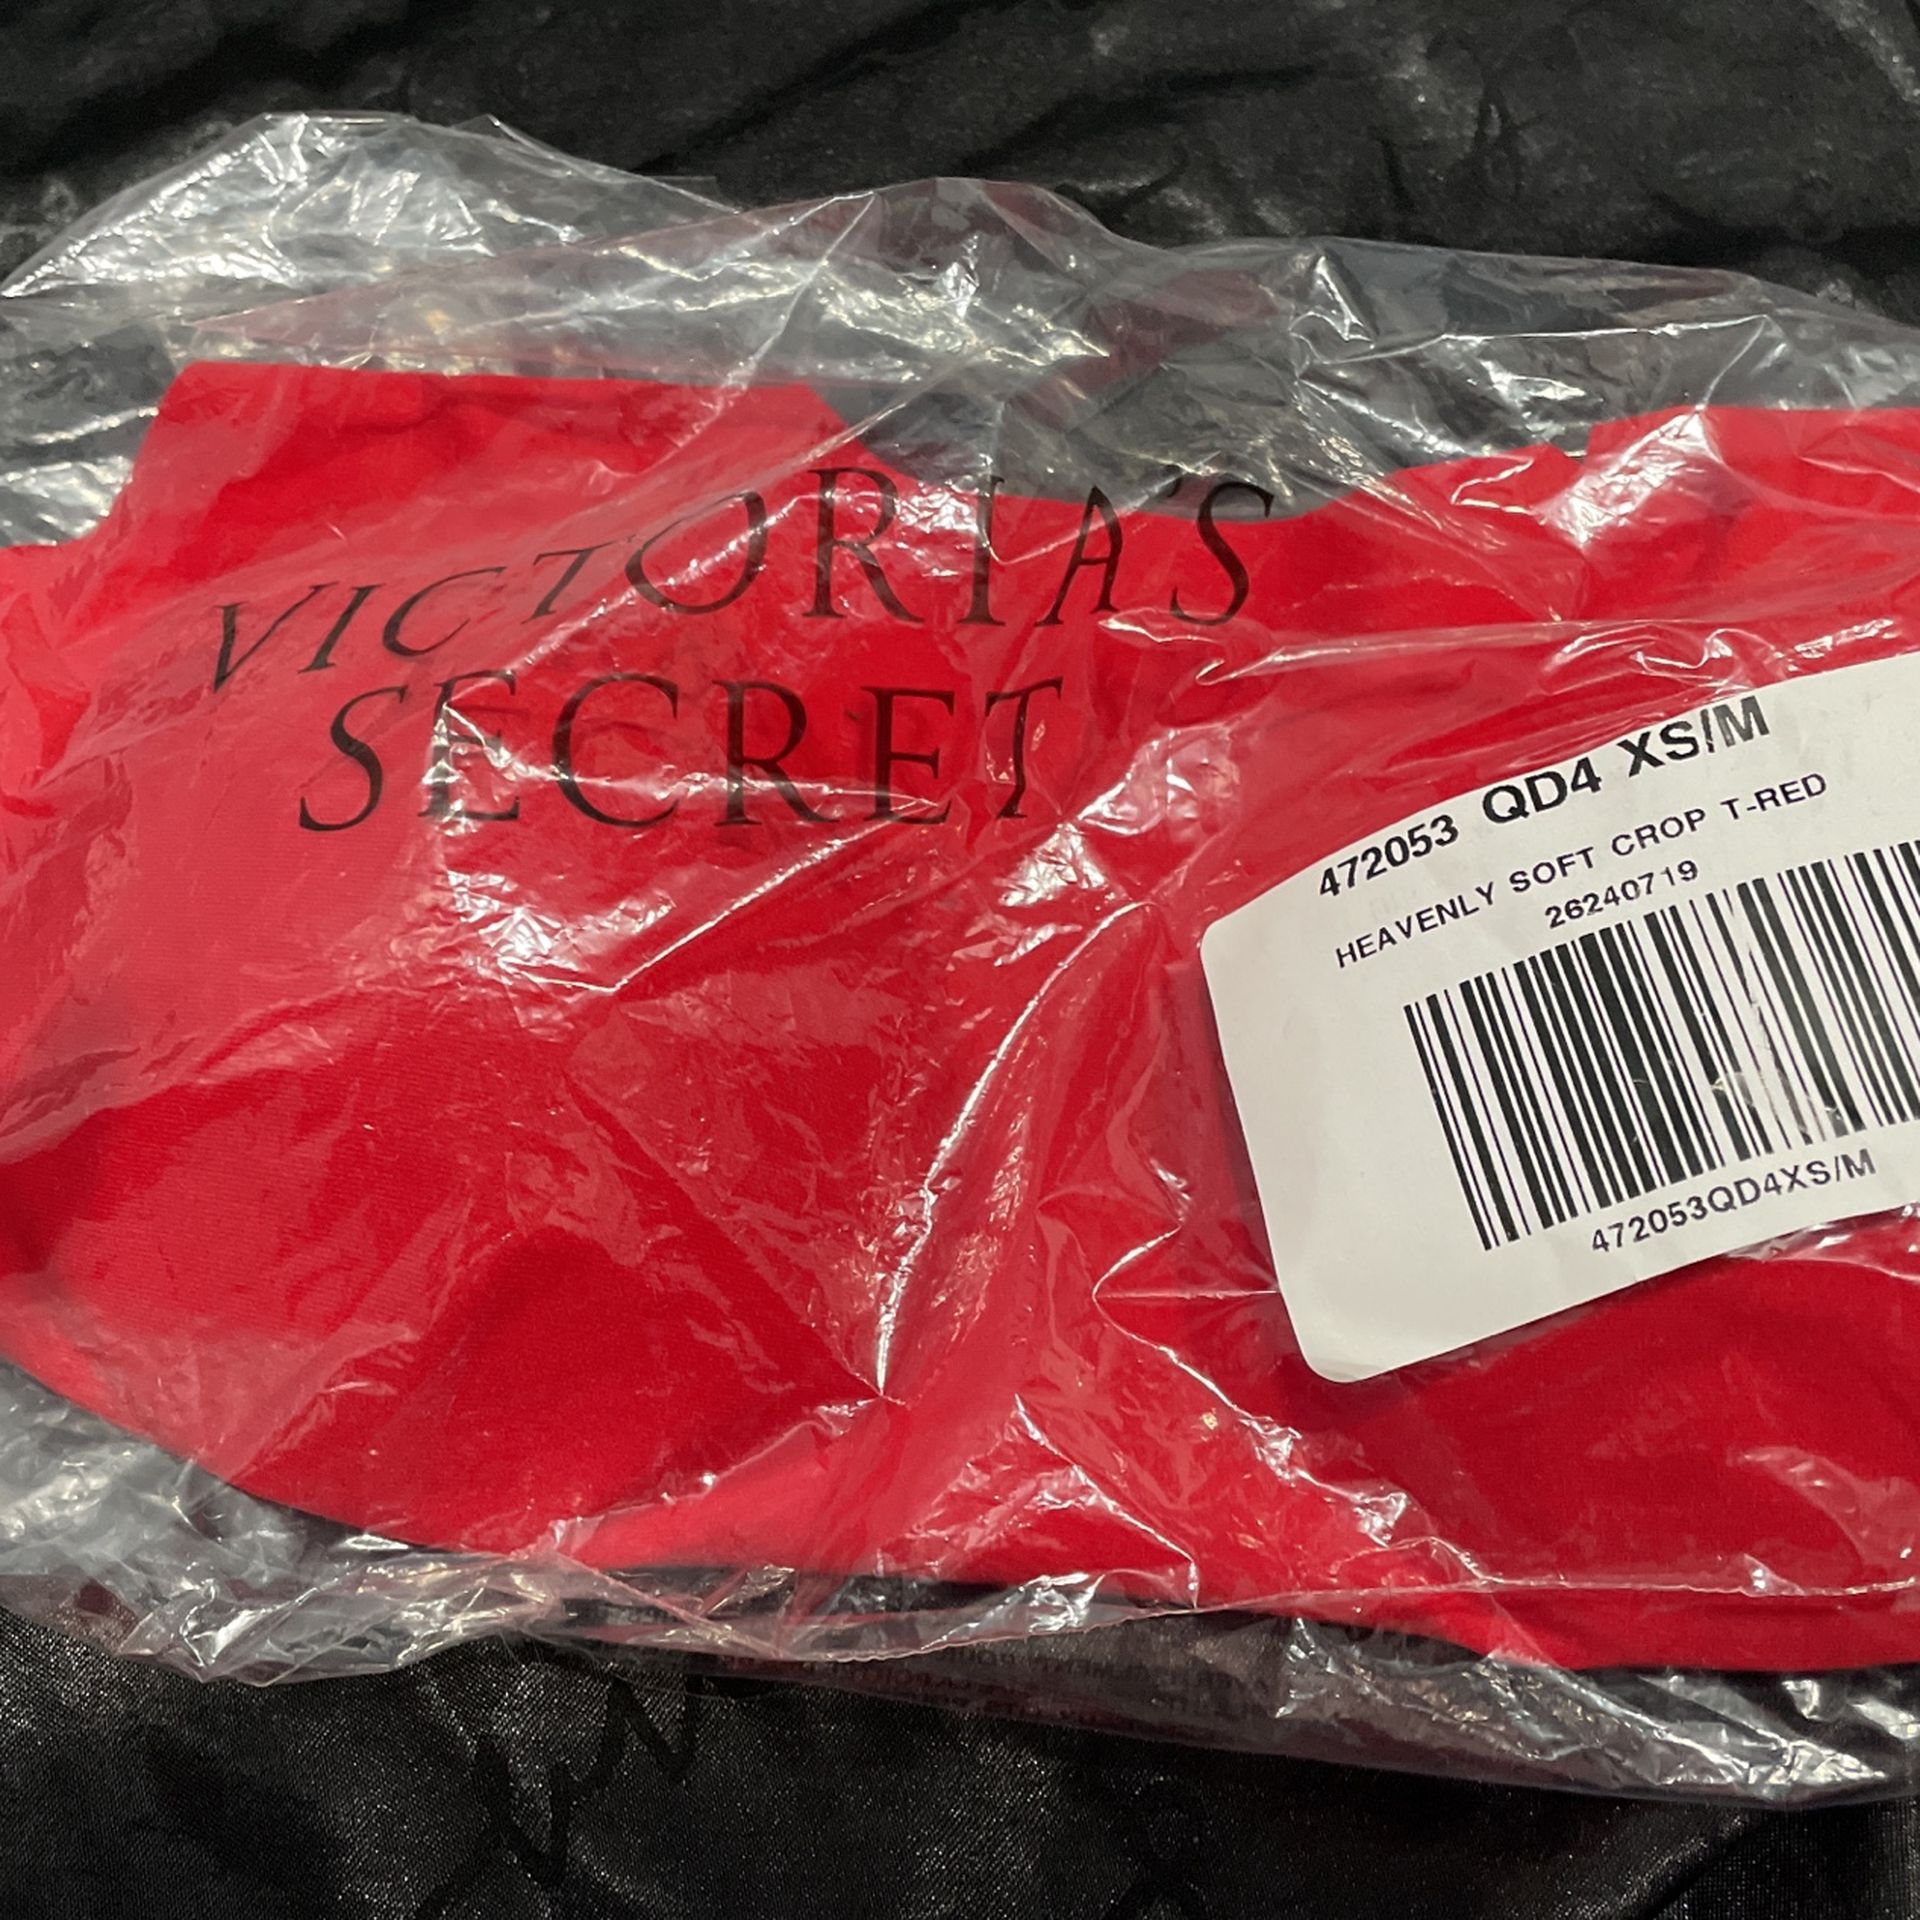 VICTORIA'S
SECRET
472053 QD4 XS/M
HEAVENLY SOFT CROP T-RED
26240719
472053QD4XS/M